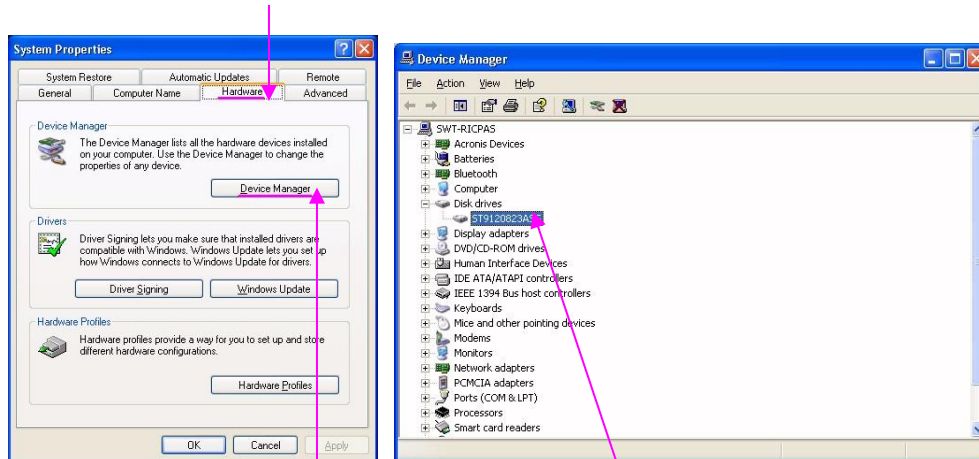 System Properties
System Restore
Automatic Updates
Remote
General
Computer Name
Hardware
Advanced
Device Manager
The Device Manager lists all the hardware devices installed
on your computer. Use the Device Manager to change the
properties of any device.
Device Manager
Drivers
Driver Signing lets you make sure that installed drivers are
compatible with Windows. Windows Update lets you set up
how Windows connects to Windows Update for drivers.
Driver Signing
Windows Update
Hardware Profiles
Hardware profiles provide a way for you to set up and store
different hardware configurations.
Hardware Profiles
OK
Cancel
Apply
Device Manager
File Action View Help
SWT-RICPAS
Acronis Devices
Batteries
Bluetooth
Computer
Disk drives
Display adapters
DVD/CD-ROM drives
Human Interface Devices
IDE ATA/ATAPI controllers
IEEE 1394 Bus host controllers
Keyboards
Mice and other pointing devices
Modems
Monitors
Network adapters
PCMCIA adapters
Ports (COM & LPT)
Processors
Smart card readers